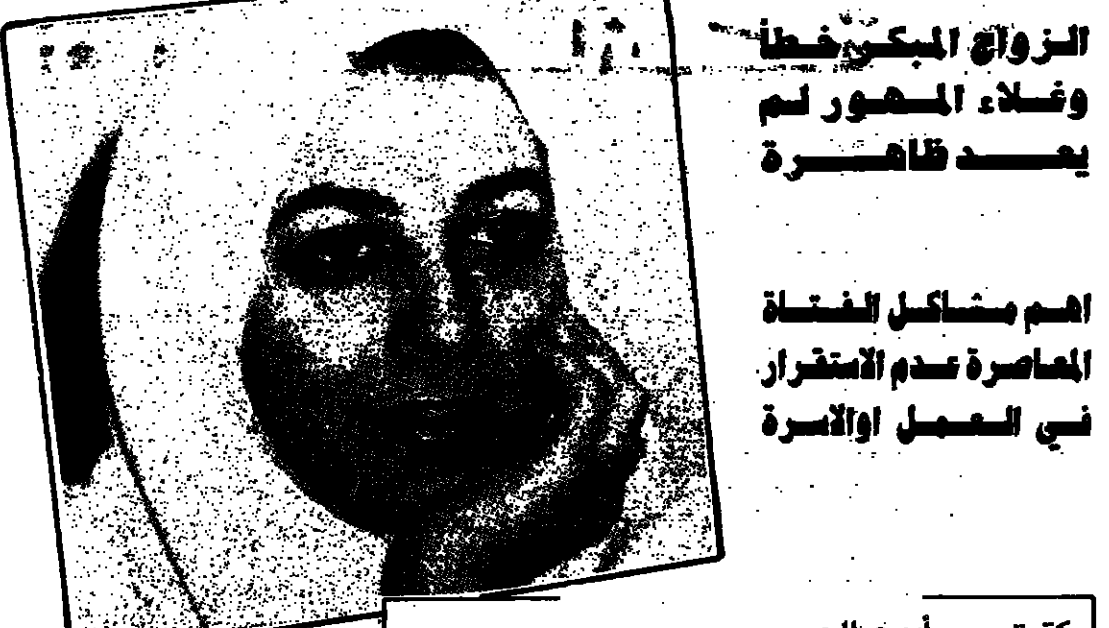 الزواج المبكر خطأ
وغلاء المهور لم
يعد ظاهرة
اهم مشاكل الفتاة
المعاصرة عدم الاستقرار
في العمل اوالاسرة